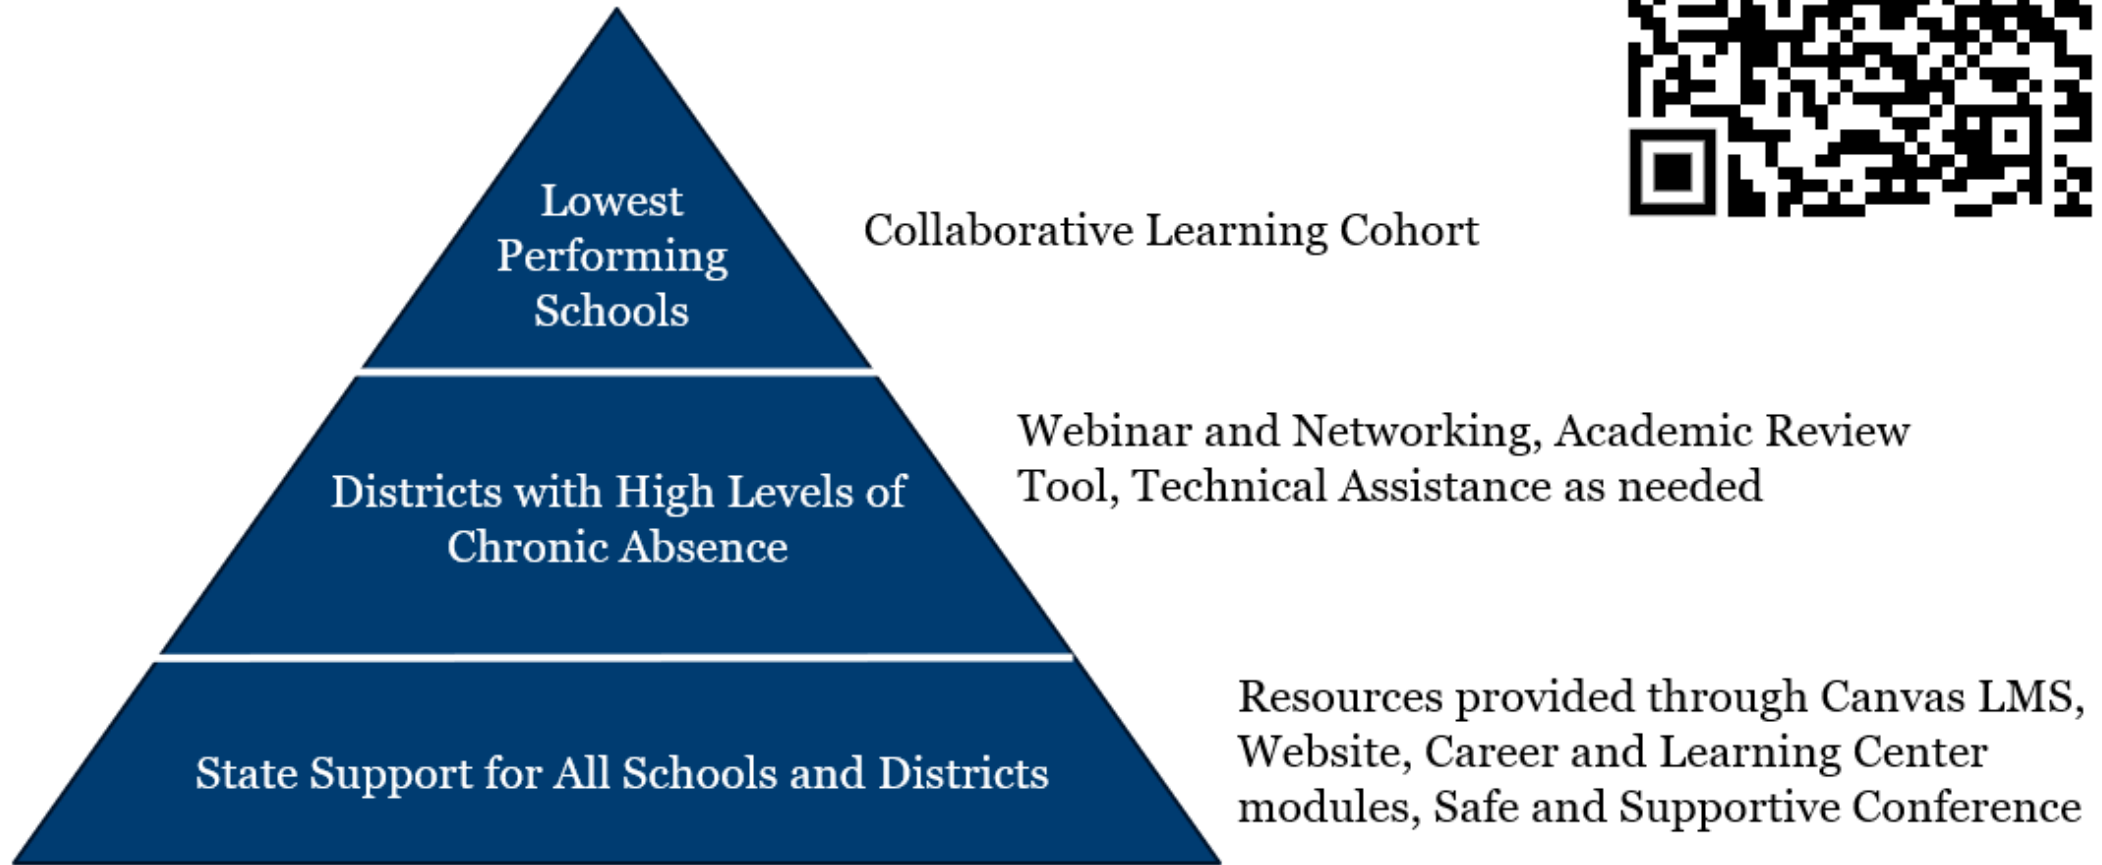 Lowest
Performing
Schools
Collaborative Learning Cohort
Districts with High Levels of
Chronic Absence
Webinar and Networking, Academic Review
Tool, Technical Assistance as needed
State Support for All Schools and Districts
Resources provided through Canvas LMS,
Website, Career and Learning Center
modules, Safe and Supportive Conference